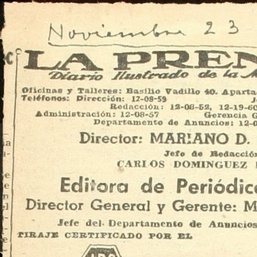 Noviembre 23
LA PREN
Diario Ilustrado de la M
Oficinas y Talleres: Basilio Vadillo 40. Aparta
Teléfonos: Dirección: 12-08-59
Redacción: 12-08-52, 12-19-60
Administración: 12-08-57 Gerencia G
Departamento de Anuncios: 12-0
Director: MARIANO D.
Jefe de Redacción
CARLOS DOMINGUEZ
Editora de Periódic
Director General y Gerente: M
Jefe del Departamento de Anuncios
TIRAJE CERTIFICADO POR EL